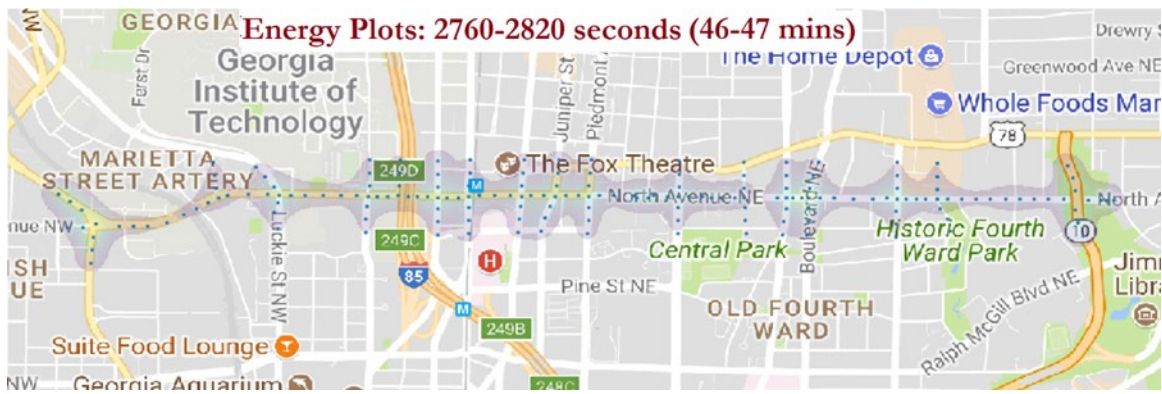 NW
GEORGIA
Energy Plots: 2760-2820 seconds (46-47 mins)
Drewry S
Ferst Dr
Georgia
Institute of
Technology
Juniper St
Piedmont A
The Home Depot
Greenwood Ave NE
Whole Foods Mar
78
MARIETTA
STREET ARTERY
249D
M
The Fox Theatre
North Avenue NE
Boulevard NE
North A
nue NW
Luckie St NW
249C
H
Central Park
Historic Fourth
Ward Park
10
ISH
UE
85
Pine St NE
Jim
Libra
M
OLD FOURTH
WARD
249B
Ralph McGill Blvd NE
Suite Food Lounge
NW
Georgia Aquarium
248C